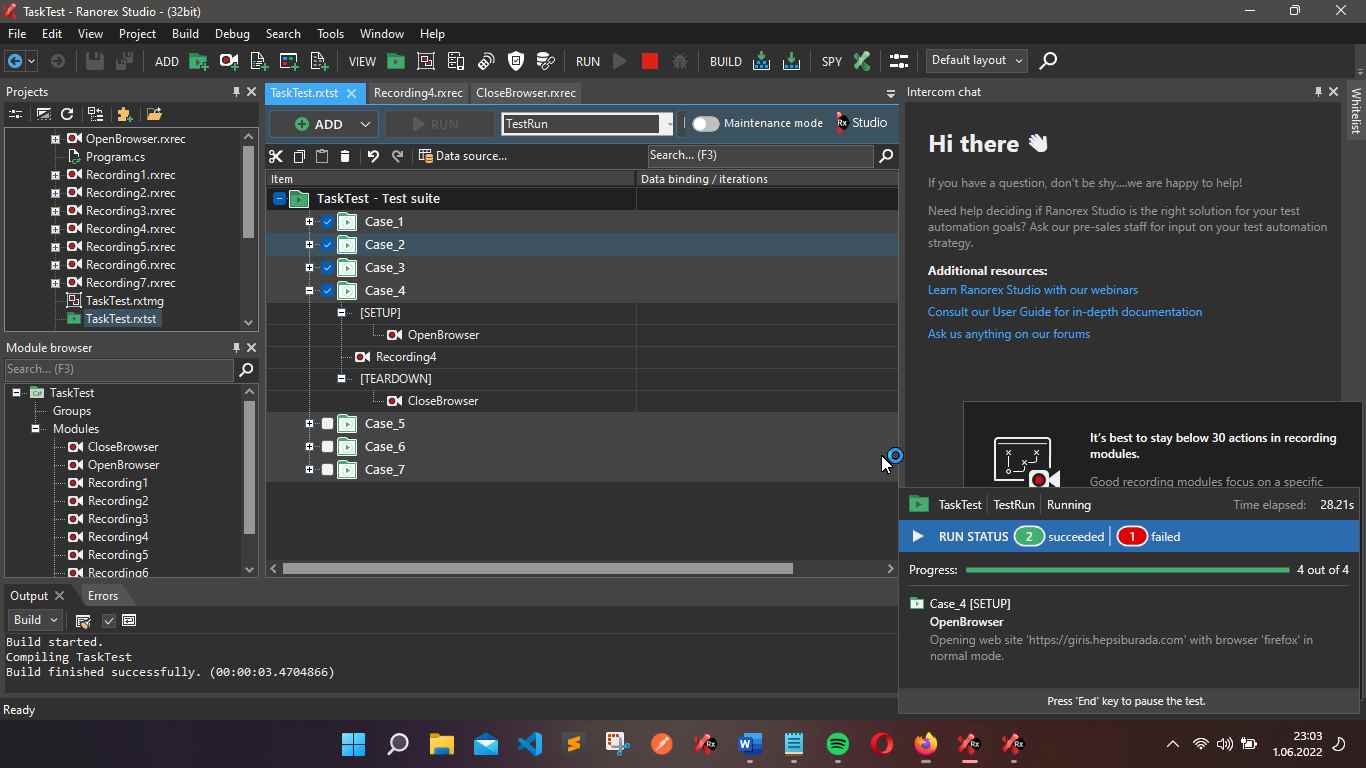 TaskTest - Ranorex Studio - (32bit)
File Edit View Project Build Debug Search Tools Window Help
ADD VIEW RUN BUILD SPY Default layout
Projects
OpenBrowser.rxrec
Program.cs
Recording1.rxrec
Recording2.rxrec
Recording3.rxrec
Recording4.rxrec
Recording5.rxrec
Recording6.rxrec
Recording7.rxrec
TaskTest.rxtmg
TaskTest.rxtst
Module browser
Search... (F3)
TaskTest
Groups
Modules
CloseBrowser
OpenBrowser
Recording1
Recording2
Recording3
Recording4
Recording5
Recording6
TaskTest.rxtst Recording4.rxrec CloseBrowser.rxrec
ADD RUN TestRun Maintenance mode Rx Studio
Data source... Search... (F3)
Item Data binding / iterations
TaskTest - Test suite
Case_1
Case_2
Case_3
Case_4
[SETUP]
OpenBrowser
Recording4
[TEARDOWN]
CloseBrowser
Case_5
Case_6
Case_7
Intercom chat
Whitelist
Hi there
If you have a question, don't be shy....we are happy to help!
Need help deciding if Ranorex Studio is the right solution for your test
automation goals? Ask our pre-sales staff for input on your test automation
strategy.
Additional resources:
Learn Ranorex Studio with our webinars
Consult our User Guide for in-depth documentation
Ask us anything on our forums
It's best to stay below 30 actions in recording
modules.
Good recording modules focus on a specific
TaskTest TestRun Running Time elapsed: 28.21s
RUN STATUS 2 succeeded 1 failed
Progress: 4 out of 4
Case_4 [SETUP]
OpenBrowser
Opening web site 'https://giris.hepsiburada.com' with browser 'firefox' in
normal mode.
Press 'End' key to pause the test.
Output Errors
Build
Build started.
Compiling TaskTest
Build finished successfully. (00:00:03.4704866)
Ready
23:03
1.06.2022